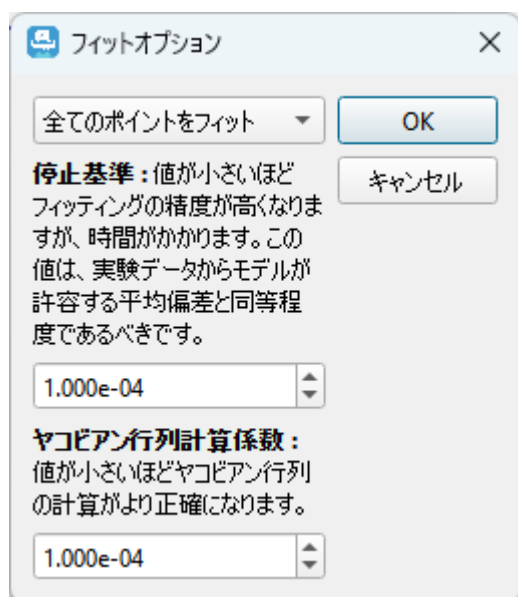 フィットオプション
全てのポイントをフィット
OK
キャンセル
停止基準：値が小さいほど
フィッティングの精度が高くなりま
すが、時間がかかります。この
値は、実験データからモデルが
許容する平均偏差と同等程
度であるべきです。
1.000e-04
ヤコビアン行列計算係数：
値が小さいほどヤコビアン行列
の計算がより正確になります。
1.000e-04